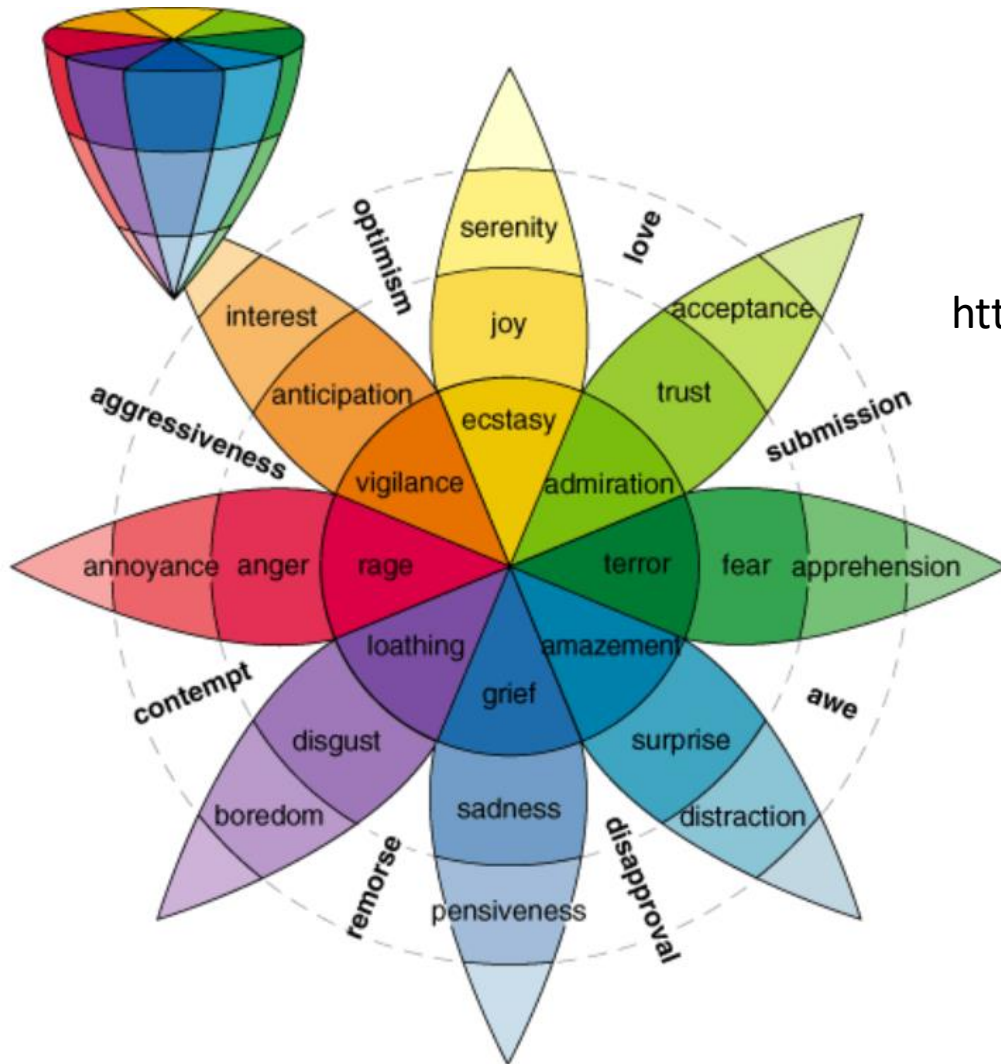 optimism
love
serenity
interest
acceptance
htt
joy
anticipation
trust
aggressiveness
submission
ecstasy
vigilance
admiration
annoyance
anger
rage
terror
fear
apprehension
loathing
amazement
grief
contempt
awe
disgust
surprise
boredom
sadness
distraction
remorse
disapproval
pensiveness